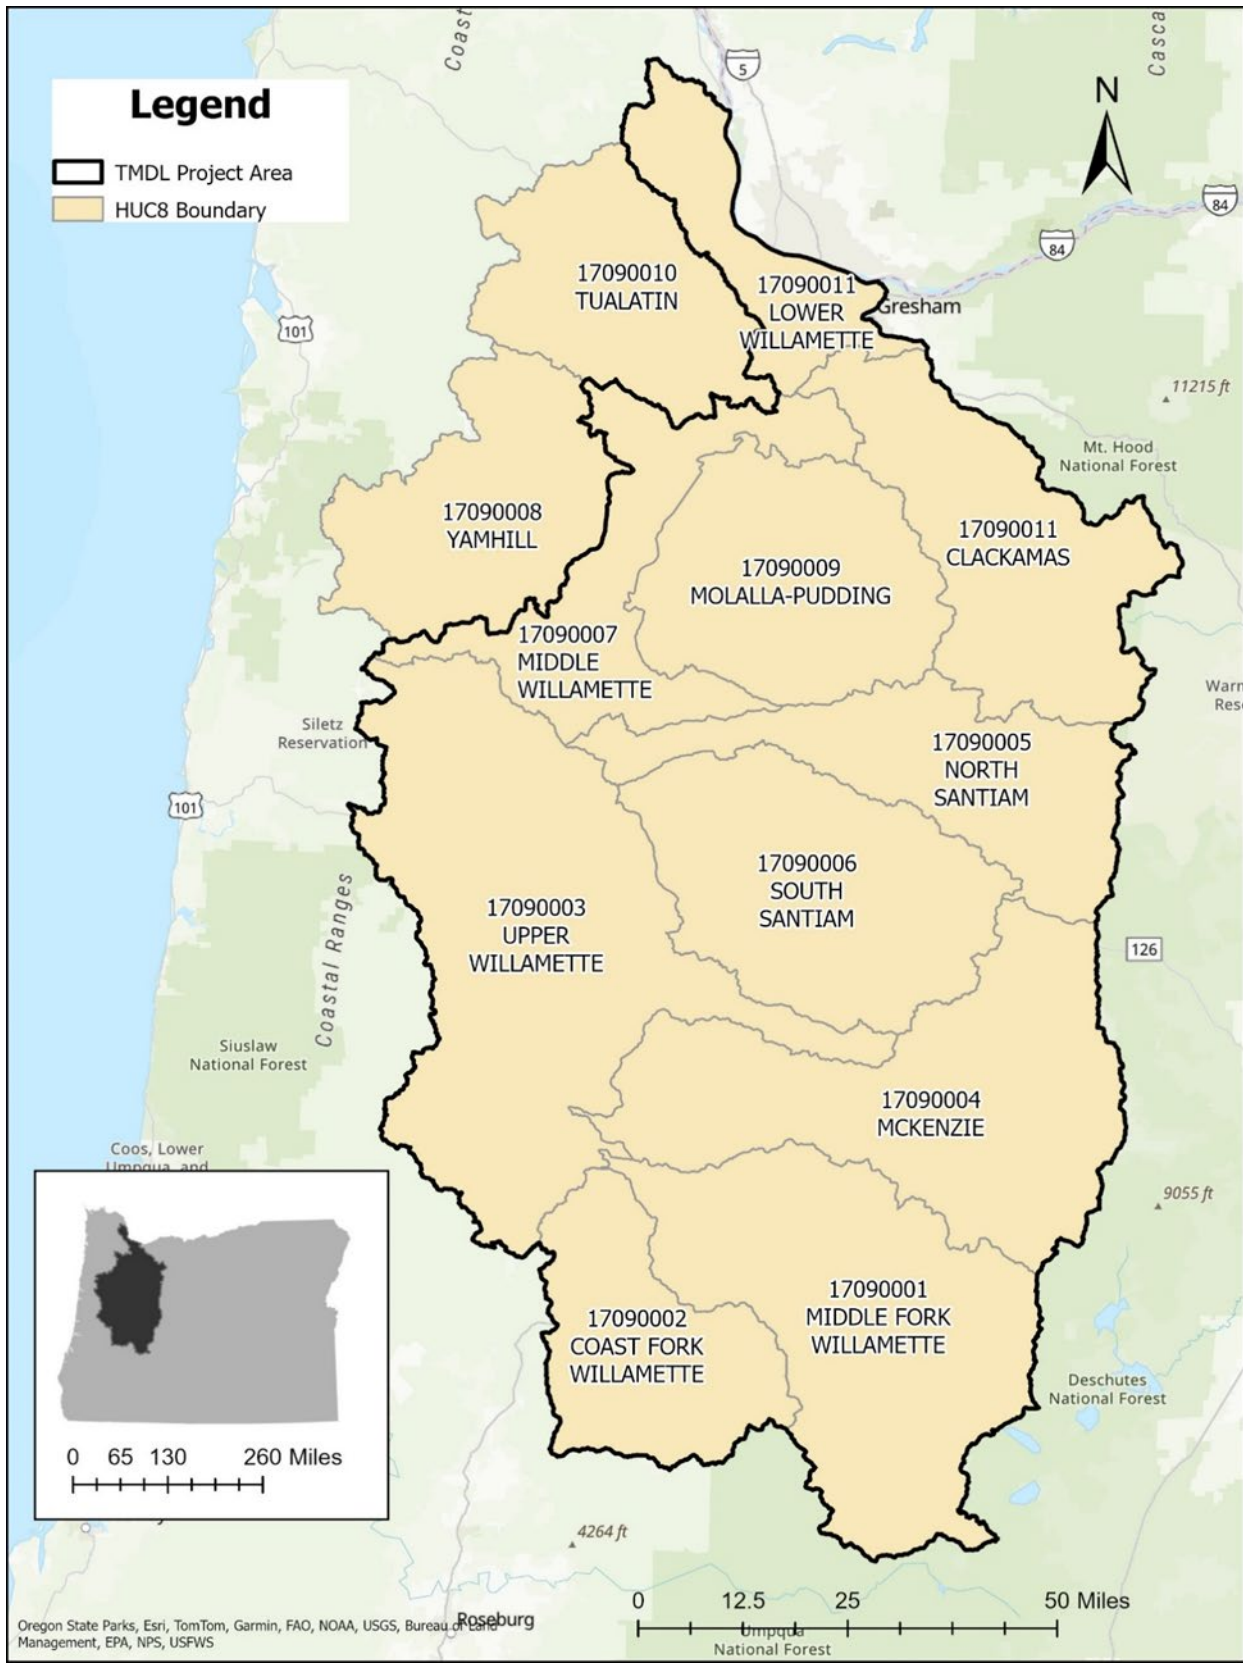 Coast
5
Casca
Legend
TMDL Project Area
HUC8 Boundary
N
84
84
17090010
TUALATIN
17090011
LOWER
WILLAMETTE
Gresham
101
11215 ft
Mt. Hood
National Forest
17090008
YAMHILL
17090011
CLACKAMAS
17090009
MOLALLA-PUDDING
17090007
MIDDLE
WILLAMETTE
Warm
Rese
Siletz
Reservation
17090005
NORTH
SANTIAM
101
17090006
SOUTH
SANTIAM
17090003
UPPER
WILLAMETTE
126
Coastal Ranges
Siuslaw
National Forest
17090004
MCKENZIE
Coos, Lower
Umpqua, and
9055 ft
17090001
MIDDLE FORK
WILLAMETTE
17090002
COAST FORK
WILLAMETTE
Deschutes
National Forest
0 65 130 260 Miles
4264 ft
0 12.5 25 50 Miles
Roseburg
Umpqua
National Forest
Oregon State Parks, Esri, TomTom, Garmin, FAO, NOAA, USGS, Bureau of Land
Management, EPA, NPS, USFWS